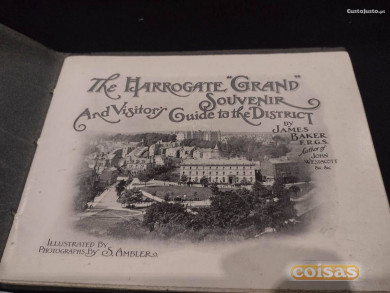 CustoJusto.pt
The HARROGATE "GRAND"
SOUVENIR
And Visitor's Guide to the DISTRICT
BY
JAMES
BAKER
F.R.G.S.
Author of
JOHN
ILLUSTRATED BY
PHOTOGRAPHS BY S. AMBLER
coisas